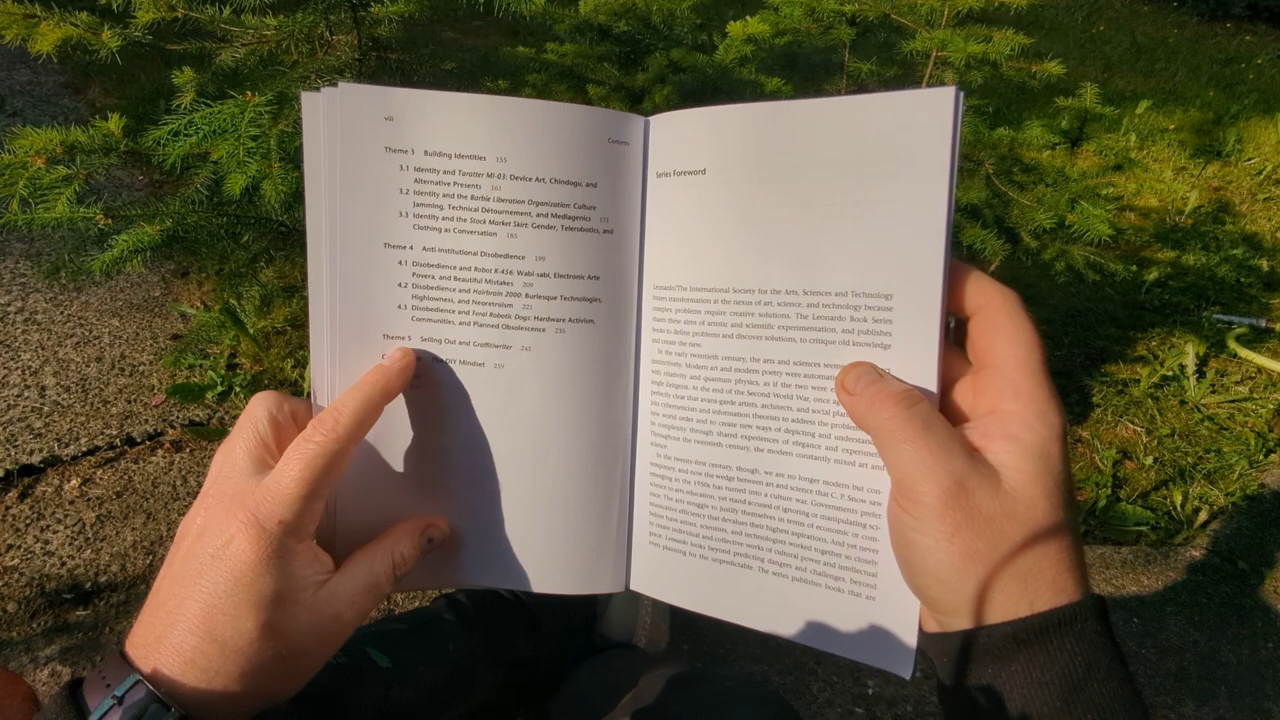 viii
Contents
Theme 3 Building Identities 155
3.1 Identity and Taratter MI-03: Device Art, Chindogu, and
Alternative Presents 161
3.2 Identity and the Barbie Liberation Organization: Culture
Jamming, Technical Détournement, and Mediagenics 173
3.3 Identity and the Stock Market Skirt: Gender, Telerobotics, and
Clothing as Conversation 185
Theme 4 Anti-institutional Disobedience 199
4.1 Disobedience and Robot K-456: Wabi-sabi, Electronic Arte
Povera, and Beautiful Mistakes 209
4.2 Disobedience and Hairbrain 2000: Burlesque Technologies,
Highlowness, and Neoretroism 221
4.3 Disobedience and Feral Robotic Dogs: Hardware Activism,
Communities, and Planned Obsolescence 235
Theme 5 Selling Out and Graffitiwriter 245
DIY Mindset 259
Series Foreword
Leonardo/The International Society for the Arts, Sciences and Technology
fosters transformation at the nexus of art, science, and technology because
complex problems require creative solutions. The Leonardo Book Series
shares these aims of artistic and scientific experimentation, and publishes
books to define problems and discover solutions, to critique old knowledge
and create the new.
In the early twentieth century, the arts and sciences
instinctively. Modern art and modern poetry were
with relativity and quantum physics, as if the two were
single Zeitgeist. At the end of the Second World War, once
perfectly clear that avant-garde artists, architects, and social
join cyberneticists and information theorists to address the
new world order and to create new ways of depicting and
its complexity through shared experiences of elegance and
Throughout the twentieth century, the modern constantly mixed art and
science.
In the twenty-first century, though, we are no longer modern but con-
temporary, and now the wedge between art and science that C. P. Snow saw
emerging in the 1950s has turned into a culture war. Governments prefer
science to arts education, yet stand accused of ignoring or manipulating sci-
ence. The arts struggle to justify themselves in terms of economic or com-
municative efficiency that devalues their highest aspirations. And yet never
before have artists, scientists, and technologists worked together so closely
to create individual and collective works of cultural power and intellectual
grace. Leonardo looks beyond predicting dangers and challenges, beyond
even planning for the unpredictable. The series publishes books that are